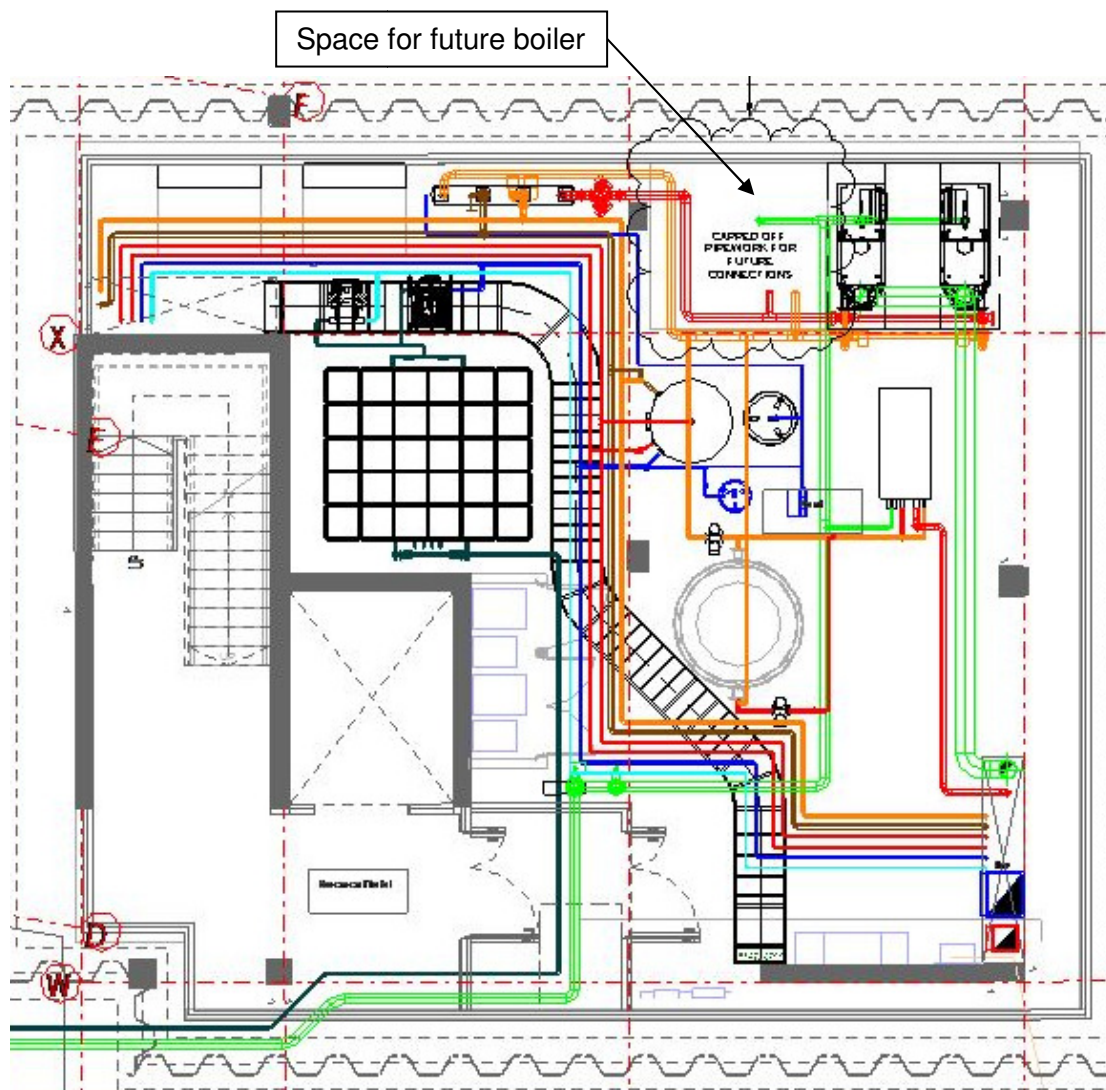 Space for future boiler
F
CAPPED OFF
PIPEWORK FOR
FUTURE
CONNECTIONS
X
E
D
W